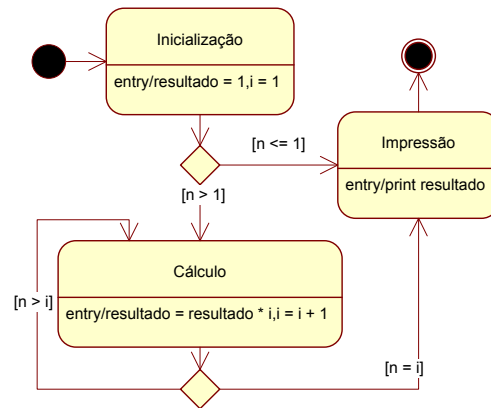 Inicialização
entry/resultado = 1,i = 1
[n <= 1]
Impressão
entry/print resultado
[n > 1]
Cálculo
entry/resultado = resultado * i,i = i + 1
[n > i]
[n = i]